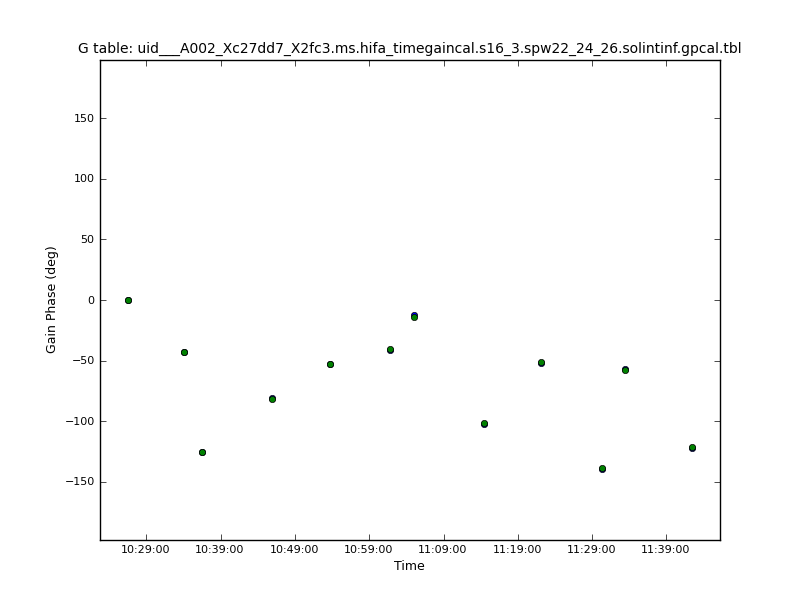 G table: uid___A002_Xc27dd7_X2fc3.ms.hifa_timegaincal.s16_3.spw22_24_26.solintinf.gpcal.tbl
150
100
50
0
−50
−100
−150
Gain Phase (deg)
10:29:00 10:39:00 10:49:00 10:59:00 11:09:00 11:19:00 11:29:00 11:39:00
Time